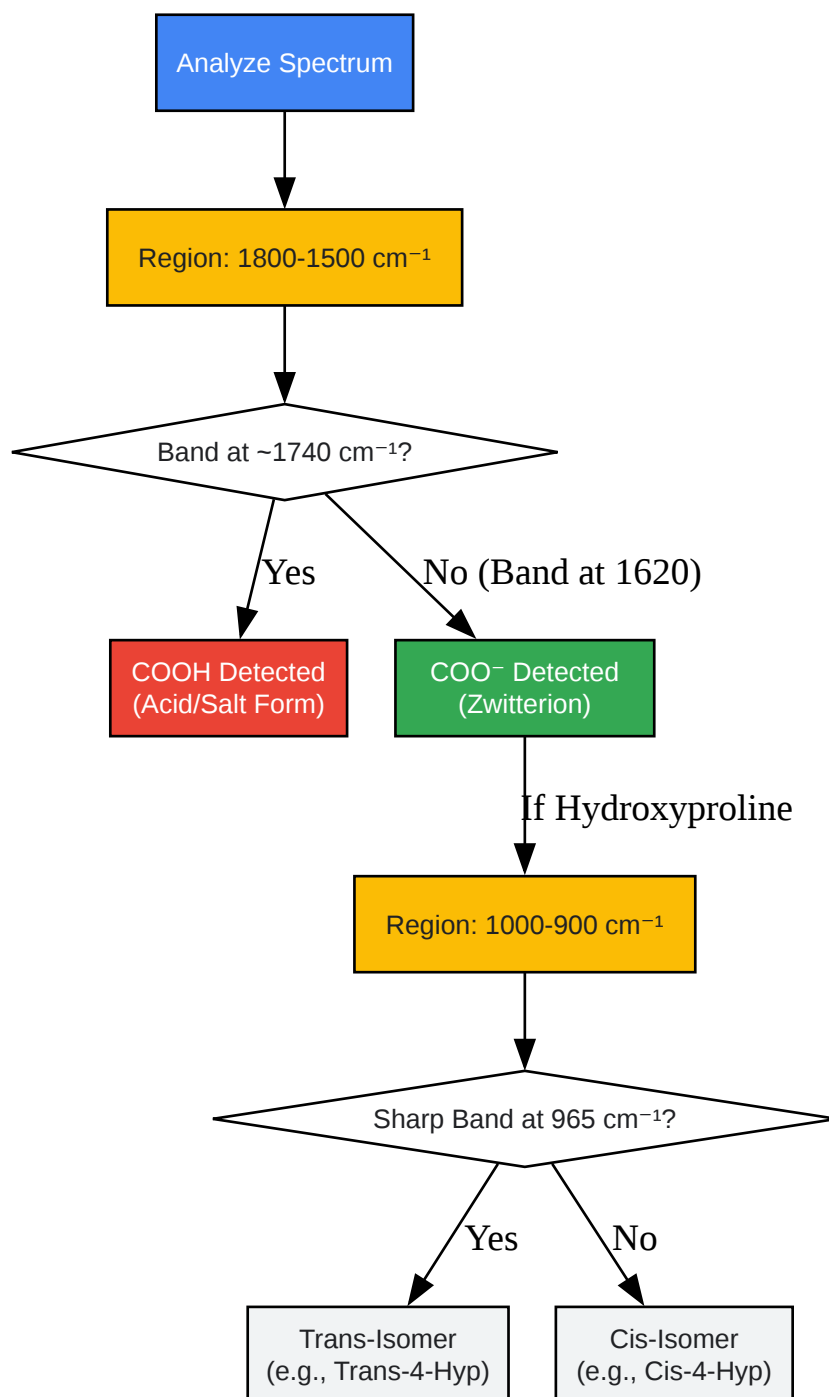 Analyze Spectrum
Region: 1800-1500 cm⁻¹
Band at ~1740 cm⁻¹?
Yes
No (Band at 1620)
COOH Detected
(Acid/Salt Form)
COO⁻ Detected
(Zwitterion)
If Hydroxyproline
Region: 1000-900 cm⁻¹
Sharp Band at 965 cm⁻¹?
Yes
No
Trans-Isomer
(e.g., Trans-4-Hyp)
Cis-Isomer
(e.g., Cis-4-Hyp)